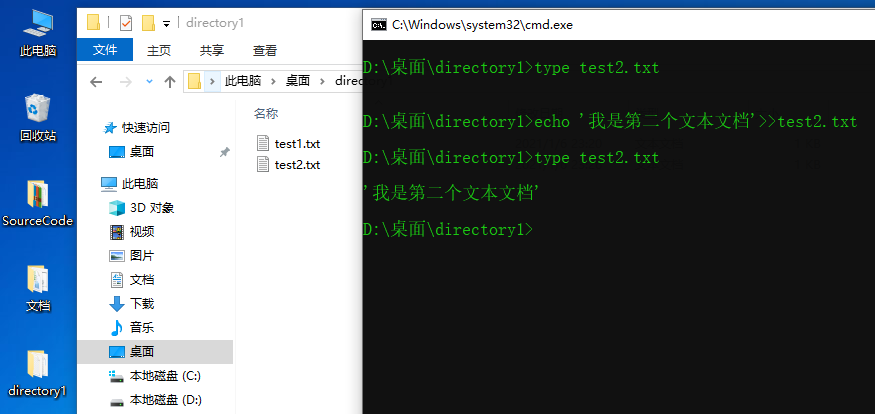 此电脑
回收站
SourceCode
文档
directory1
directory1
文件
主页
共享
查看
此电脑
桌面
名称
快速访问
桌面
此电脑
3D 对象
视频
图片
文档
下载
音乐
桌面
本地磁盘 (C:)
本地磁盘 (D:)
test1.txt
test2.txt
C:\Windows\system32\cmd.exe
D:\桌面\directory1>type test2.txt
D:\桌面\directory1>echo '我是第二个文本文档'>>test2.txt
D:\桌面\directory1>type test2.txt
'我是第二个文本文档'
D:\桌面\directory1>